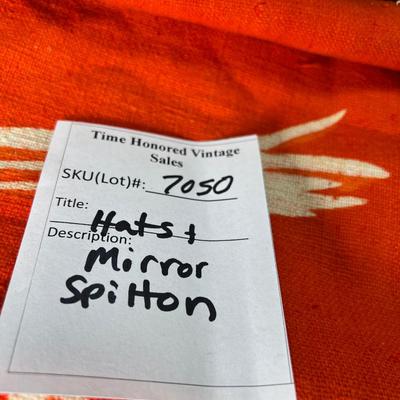 Time Honored Vintage
Sales
SKU(Lot)#: 7050
Title:
Hats +
Description:
Mirror
Spitton